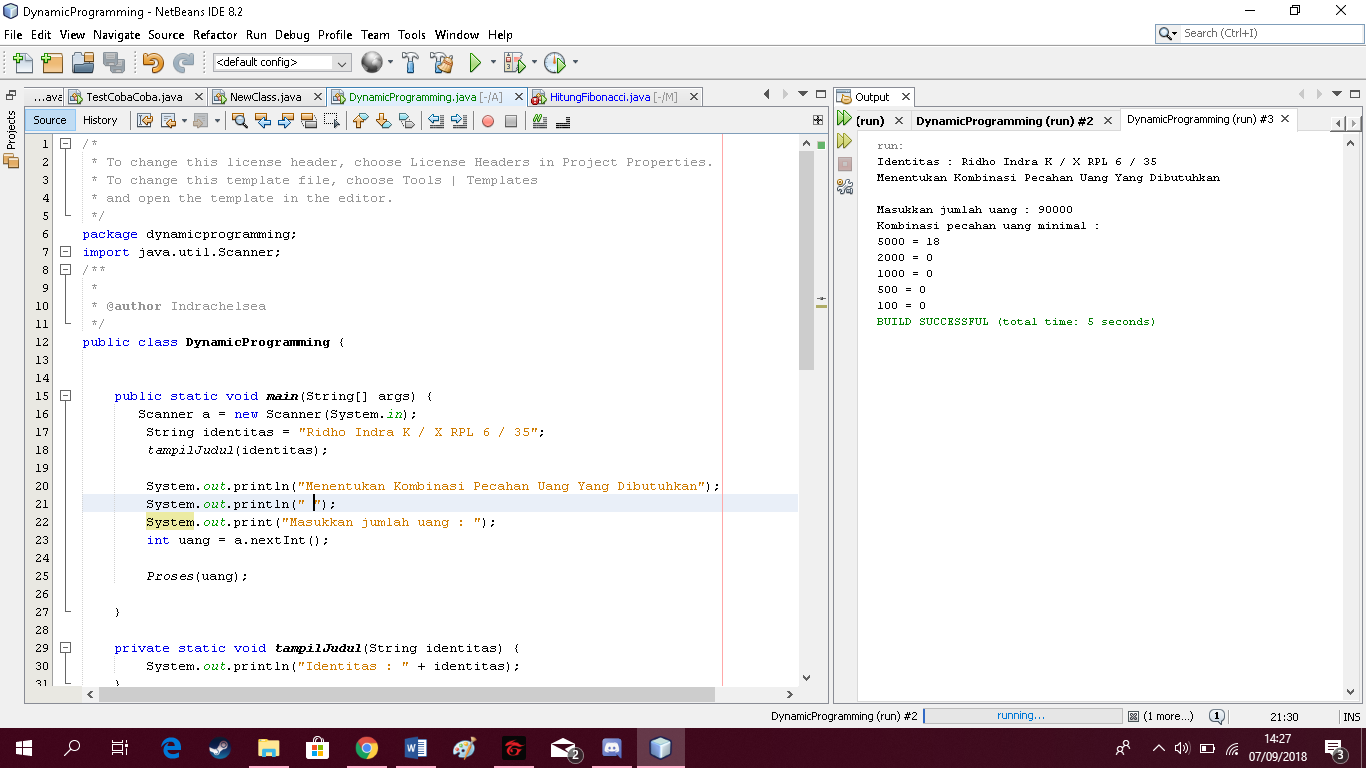 DynamicProgramming - NetBeans IDE 8.2
File Edit View Navigate Source Refactor Run Debug Profile Team Tools Window Help
Search (Ctrl+I)
<default config>
...ava TestCobaCoba.java NewClass.java DynamicProgramming.java [-/A] HitungFibonacci.java [-/M]
Projects
Source History
1 /*
2 * To change this license header, choose License Headers in Project Properties.
3 * To change this template file, choose Tools | Templates
4 * and open the template in the editor.
5 */
6 package dynamicprogramming;
7 import java.util.Scanner;
8 /**
9 *
10 * @author Indrachelsea
11 */
12 public class DynamicProgramming {
13
14
15 public static void main(String[] args) {
16 Scanner a = new Scanner(System.in);
17 String identitas = "Ridho Indra K / X RPL 6 / 35";
18 tampilJudul(identitas);
19
20 System.out.println("Menentukan Kombinasi Pecahan Uang Yang Dibutuhkan");
21 System.out.println(" ");
22 System.out.print("Masukkan jumlah uang : ");
23 int uang = a.nextInt();
24
25 Proses(uang);
26
27 }
28
29 private static void tampilJudul(String identitas) {
30 System.out.println("Identitas : " + identitas);
31 }
Output
(run) DynamicProgramming (run) #2 DynamicProgramming (run) #3
run:
Identitas : Ridho Indra K / X RPL 6 / 35
Menentukan Kombinasi Pecahan Uang Yang Dibutuhkan
Masukkan jumlah uang : 90000
Kombinasi pecahan uang minimal :
5000 = 18
2000 = 0
1000 = 0
500 = 0
100 = 0
BUILD SUCCESSFUL (total time: 5 seconds)
DynamicProgramming (run) #2 running... (1 more...) 1 21:30 INS
2
14:27
07/09/2018
3